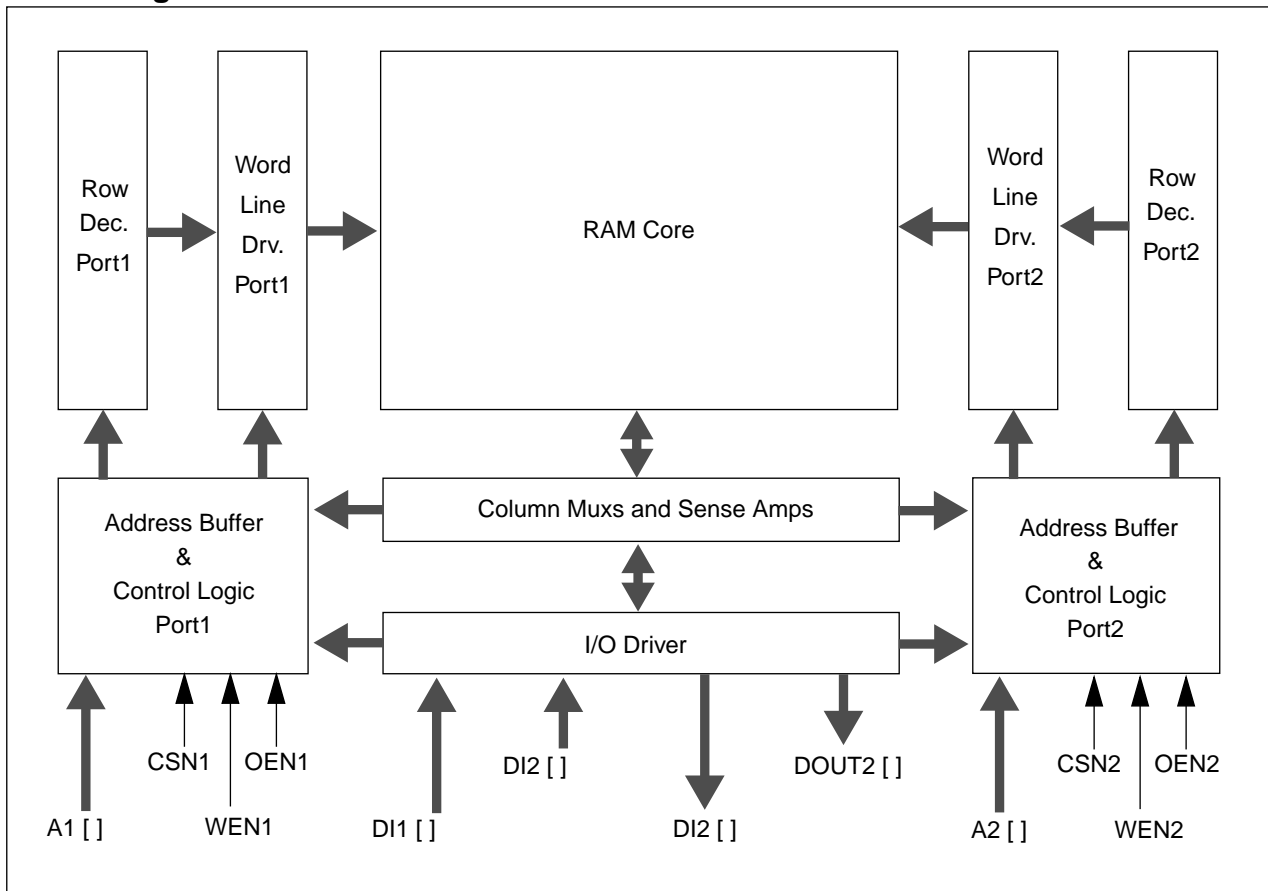 Row
Dec.
Port1
Word
Line
Drv.
Port1
RAM Core
Word
Line
Drv.
Port2
Row
Dec.
Port2
Address Buffer
&
Control Logic
Port1
Column Muxs and Sense Amps
I/O Driver
Address Buffer
&
Control Logic
Port2
CSN1
OEN1
DI2 [ ]
DOUT2 [ ]
CSN2
OEN2
A1 [ ]
WEN1
DI1 [ ]
DI2 [ ]
A2 [ ]
WEN2